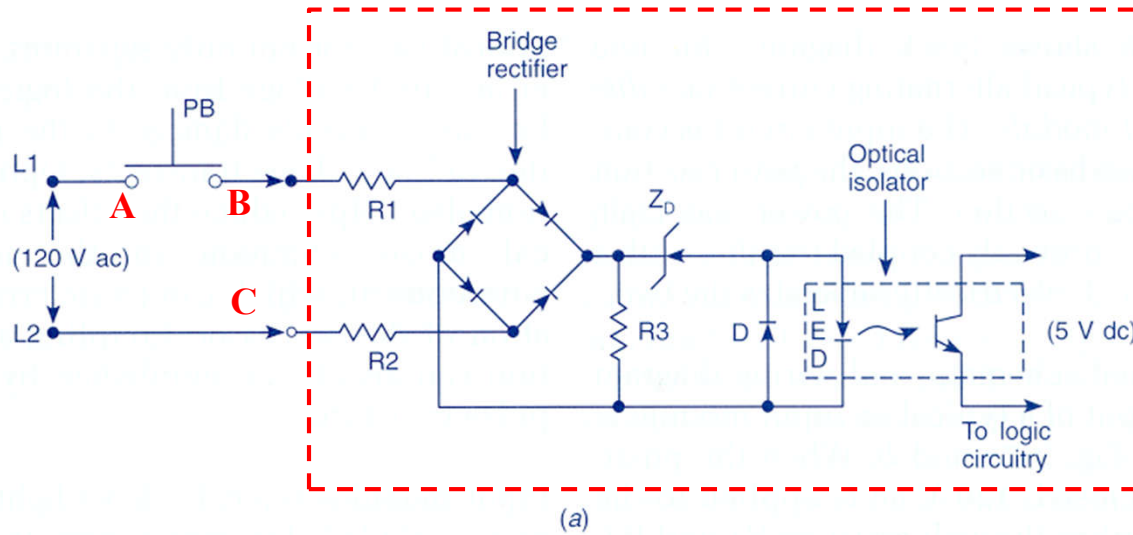 Bridge
rectifier
PB
L1
A
B
R1
Optical
isolator
Z_D
(120 V ac)
C
L2
R2
R3
D
L
E
D
(5 V dc)
To logic
circuitry
(a)